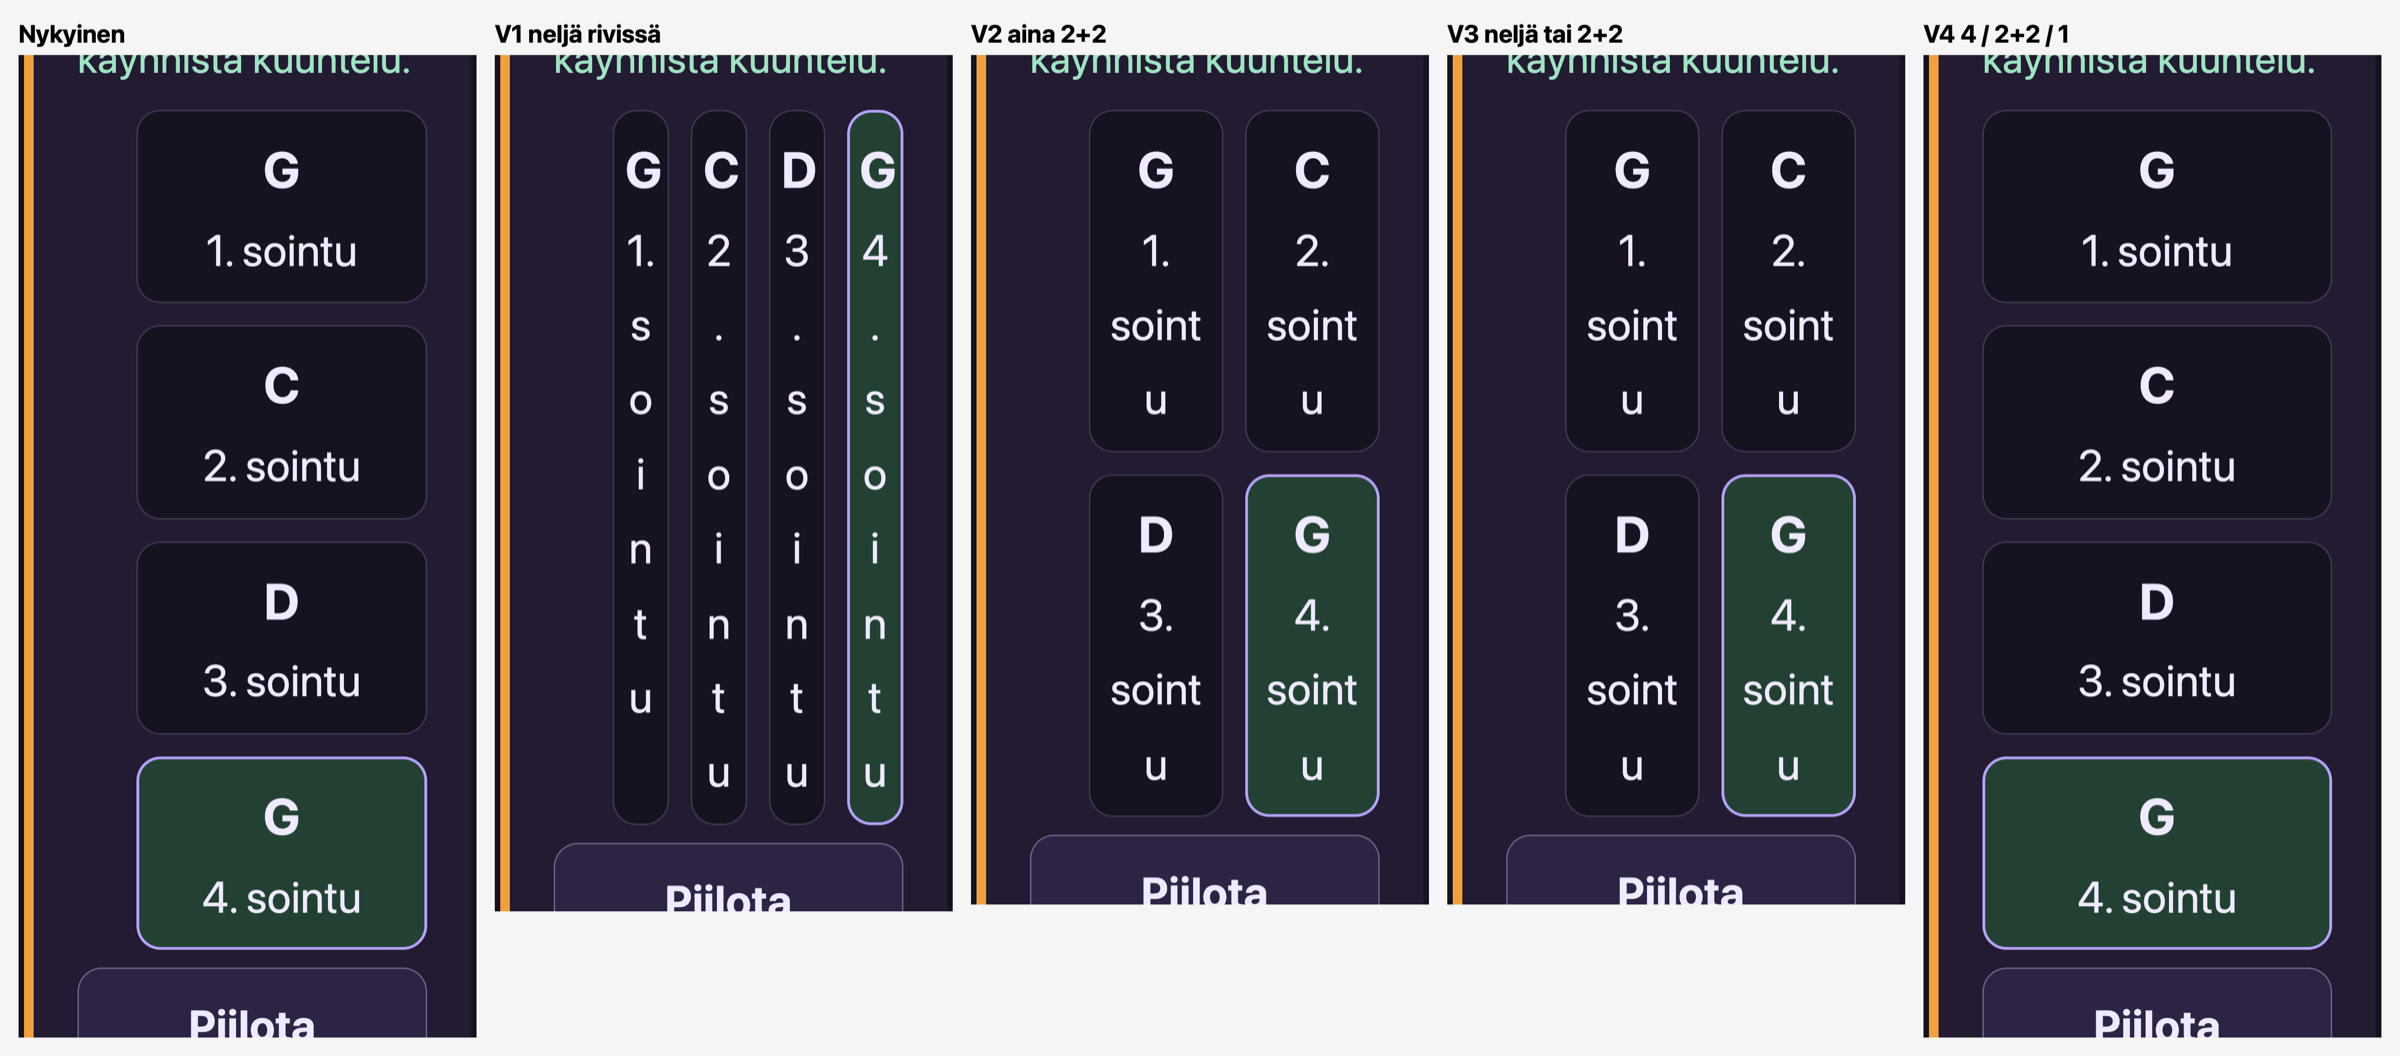 Nykyinen
käynnistä kuuntelu.
G
1. sointu
C
2. sointu
D
3. sointu
G
4. sointu
Piilota
V1 neljä rivissä
käynnistä kuuntelu.
G C D G
1. 2 3 4
s . . .
o s s s
i o o o
n i i i
t n n n
u t t t
u u u
Piilota
V2 aina 2+2
käynnistä kuuntelu.
G C
1. 2.
soint soint
u u
D G
3. 4.
soint soint
u u
Piilota
V3 neljä tai 2+2
käynnistä kuuntelu.
G C
1. 2.
soint soint
u u
D G
3. 4.
soint soint
u u
Piilota
V4 4 / 2+2 / 1
käynnistä kuuntelu.
G
1. sointu
C
2. sointu
D
3. sointu
G
4. sointu
Piilota